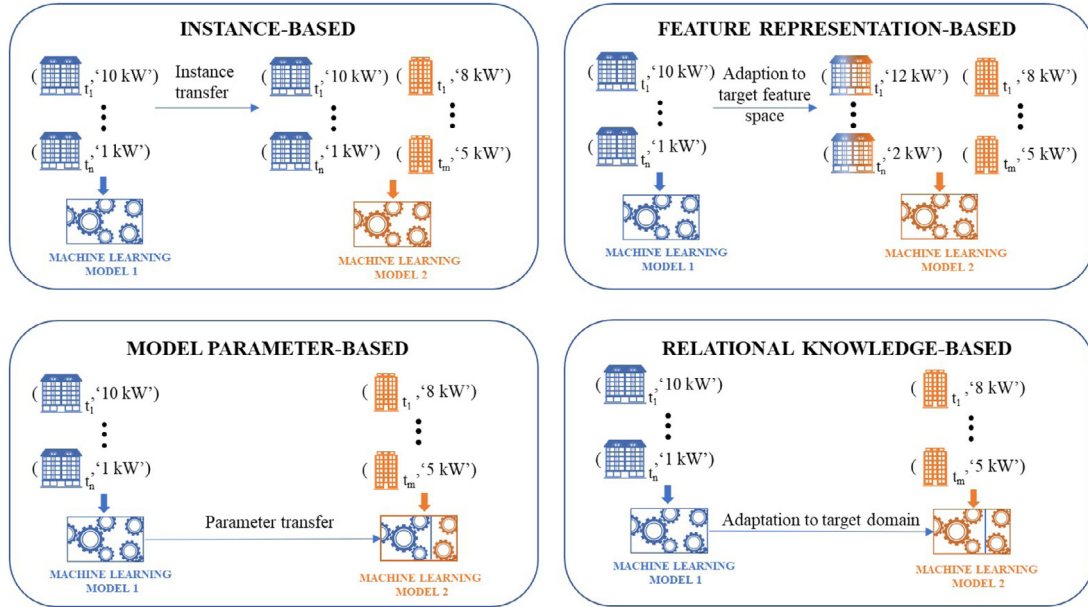 INSTANCE-BASED
( t1 ,‘10 kW’)
Instance
transfer
( t1 ,‘10 kW’) ( t1 ,‘8 kW’)
( tn ,‘1 kW’) ( tn ,‘1 kW’) ( tm ,‘5 kW’)
MACHINE LEARNING
MODEL 1
MACHINE LEARNING
MODEL 2
FEATURE REPRESENTATION-BASED
( t1 ,‘10 kW’)
Adaption to
target feature
space
( t1 ,‘12 kW’) ( t1 ,‘8 kW’)
( tn ,‘1 kW’) ( tn ,‘2 kW’) ( tm ,‘5 kW’)
MACHINE LEARNING
MODEL 1
MACHINE LEARNING
MODEL 2
MODEL PARAMETER-BASED
( t1 ,‘10 kW’) ( t1 ,‘8 kW’)
( tn ,‘1 kW’) ( tm ,‘5 kW’)
Parameter transfer
MACHINE LEARNING
MODEL 1
MACHINE LEARNING
MODEL 2
RELATIONAL KNOWLEDGE-BASED
( t1 ,‘10 kW’) ( t1 ,‘8 kW’)
( tn ,‘1 kW’) ( tm ,‘5 kW’)
Adaptation to target domain
MACHINE LEARNING
MODEL 1
MACHINE LEARNING
MODEL 2